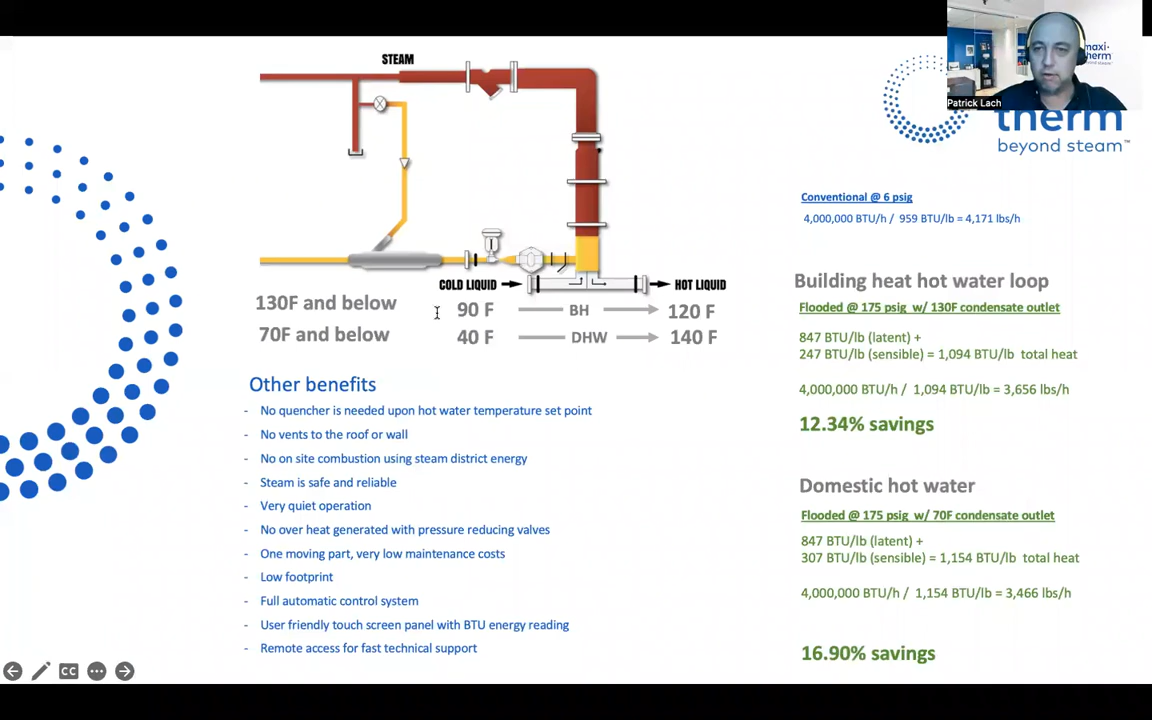 STEAM
COLD LIQUID
HOT LIQUID
130F and below
90 F
BH
120 F
70F and below
40 F
DHW
140 F
Other benefits
- No quencher is needed upon hot water temperature set point
- No vents to the roof or wall
- No on site combustion using steam district energy
- Steam is safe and reliable
- Very quiet operation
- No over heat generated with pressure reducing valves
- One moving part, very low maintenance costs
- Low footprint
- Full automatic control system
- User friendly touch screen panel with BTU energy reading
- Remote access for fast technical support
maxi-
therm
beyond steam
Patrick Lach
therm
beyond steam™
Conventional @ 6 psig
4,000,000 BTU/h / 959 BTU/lb = 4,171 lbs/h
Building heat hot water loop
Flooded @ 175 psig w/ 130F condensate outlet
847 BTU/lb (latent) +
247 BTU/lb (sensible) = 1,094 BTU/lb total heat
4,000,000 BTU/h / 1,094 BTU/lb = 3,656 lbs/h
12.34% savings
Domestic hot water
Flooded @ 175 psig w/ 70F condensate outlet
847 BTU/lb (latent) +
307 BTU/lb (sensible) = 1,154 BTU/lb total heat
4,000,000 BTU/h / 1,154 BTU/lb = 3,466 lbs/h
16.90% savings
CC